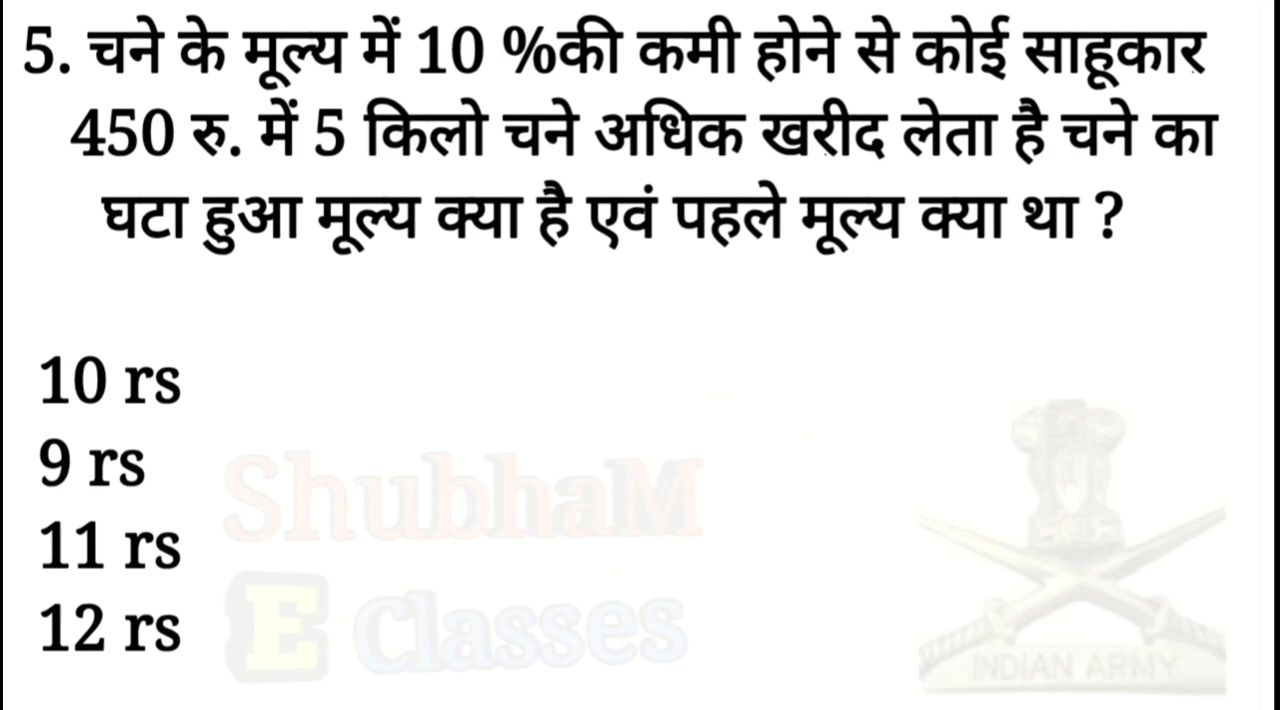 5. चने के मूल्य में 10 %की कमी होने से कोई साहूकार
450 रु. में 5 किलो चने अधिक खरीद लेता है चने का
घटा हुआ मूल्य क्या है एवं पहले मूल्य क्या था ?
10 rs
9 rs
11 rs
12 rs
ShubhaM
E Classes
INDIAN ARMY